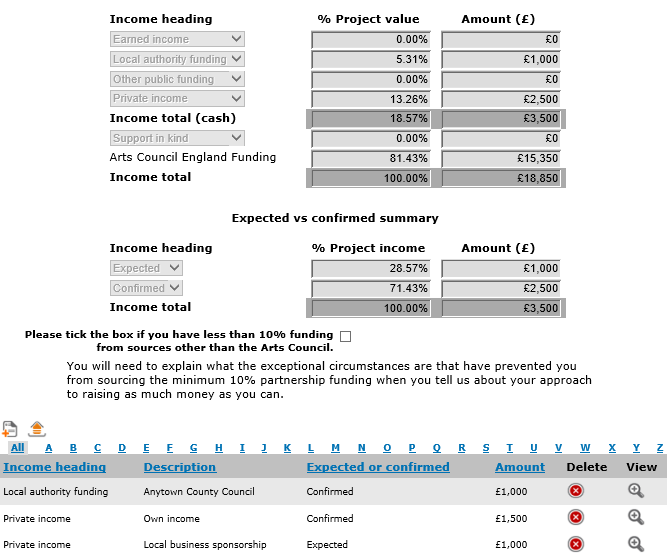 Income heading % Project value Amount (£)
Earned income 0.00% £0
Local authority funding 5.31% £1,000
Other public funding 0.00% £0
Private income 13.26% £2,500
Income total (cash) 18.57% £3,500
Support in kind 0.00% £0
Arts Council England Funding 81.43% £15,350
Income total 100.00% £18,850
Expected vs confirmed summary
Income heading % Project income Amount (£)
Expected 28.57% £1,000
Confirmed 71.43% £2,500
Income total 100.00% £3,500
Please tick the box if you have less than 10% funding
from sources other than the Arts Council.
You will need to explain what the exceptional circumstances are that have prevented you
from sourcing the minimum 10% partnership funding when you tell us about your approach
to raising as much money as you can.
All A B C D E F G H I J K L M N O P Q R S T U V W X Y Z
Income heading Description Expected or confirmed Amount Delete View
Local authority funding Anytown County Council Confirmed £1,000
Private income Own income Confirmed £1,500
Private income Local business sponsorship Expected £1,000